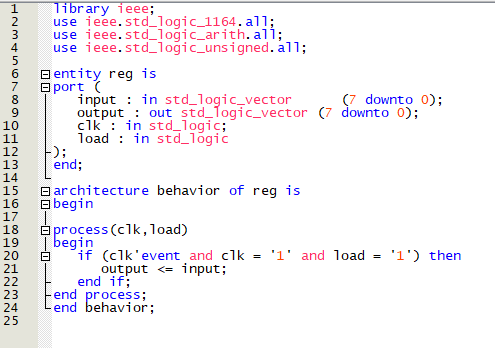 1 library ieee;
2 use ieee.std_logic_1164.all;
3 use ieee.std_logic_arith.all;
4 use ieee.std_logic_unsigned.all;
5
6 entity reg is
7 port (
8 input : in std_logic_vector (7 downto 0);
9 output : out std_logic_vector (7 downto 0);
10 clk : in std_logic;
11 load : in std_logic
12 );
13 end;
14
15 architecture behavior of reg is
16 begin
17
18 process(clk,load)
19 begin
20 if (clk'event and clk = '1' and load = '1') then
21 output <= input;
22 end if;
23 end process;
24 end behavior;
25